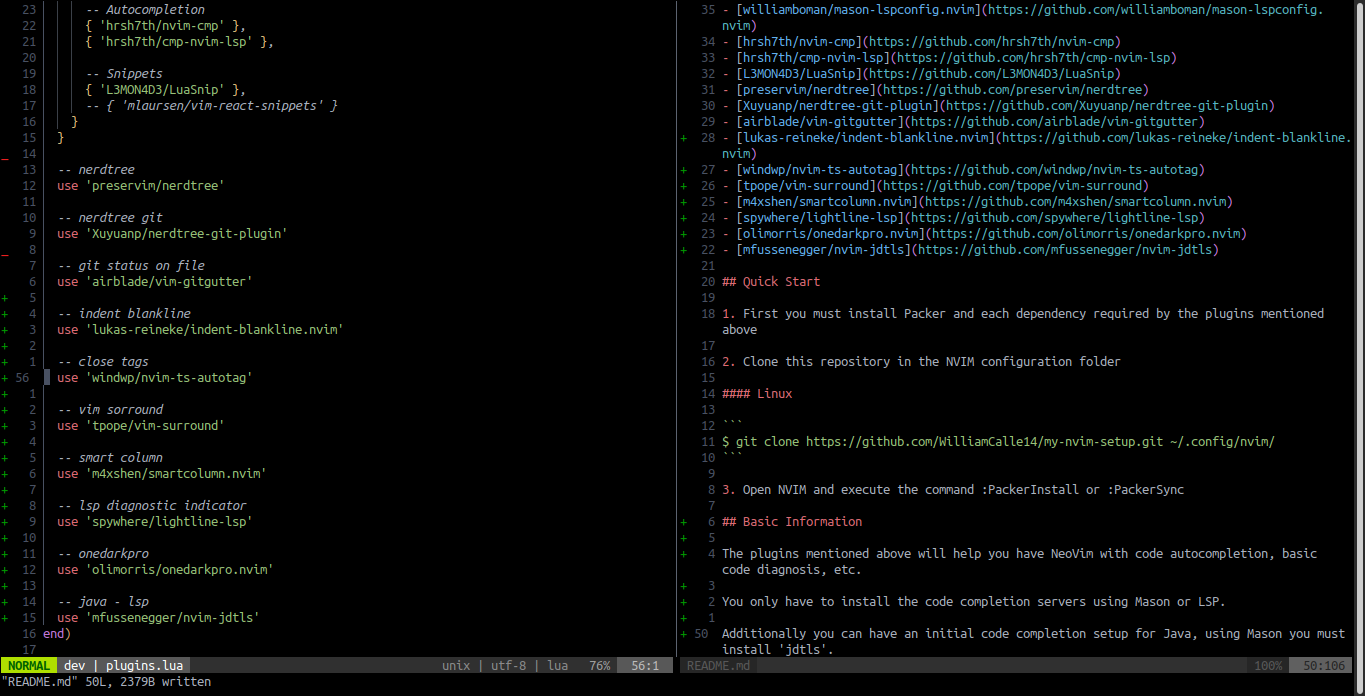 23 -- Autocompletion
22 { 'hrsh7th/nvim-cmp' },
21 { 'hrsh7th/cmp-nvim-lsp' },
20
19 -- Snippets
18 { 'L3MON4D3/LuaSnip' },
17 -- { 'mlaursen/vim-react-snippets' }
16 }
15 }
_ 14
13 -- nerdtree
12 use 'preservim/nerdtree'
11
10 -- nerdtree git
9 use 'Xuyuanp/nerdtree-git-plugin'
_ 8
7 -- git status on file
6 use 'airblade/vim-gitgutter'
+ 5
+ 4 -- indent blankline
+ 3 use 'lukas-reineke/indent-blankline.nvim'
+ 2
+ 1 -- close tags
+ 56 use 'windwp/nvim-ts-autotag'
+ 1
+ 2 -- vim sorround
+ 3 use 'tpope/vim-surround'
+ 4
+ 5 -- smart column
+ 6 use 'm4xshen/smartcolumn.nvim'
+ 7
+ 8 -- lsp diagnostic indicator
+ 9 use 'spywhere/lightline-lsp'
+ 10
+ 11 -- onedarkpro
+ 12 use 'olimorris/onedarkpro.nvim'
+ 13
+ 14 -- java - lsp
+ 15 use 'mfussenegger/nvim-jdtls'
16 end)
17
NORMAL dev | plugins.lua unix | utf-8 | lua 76% 56:1
35 - [williamboman/mason-lspconfig.nvim](https://github.com/williamboman/mason-lspconfig.
nvim)
34 - [hrsh7th/nvim-cmp](https://github.com/hrsh7th/nvim-cmp)
33 - [hrsh7th/cmp-nvim-lsp](https://github.com/hrsh7th/cmp-nvim-lsp)
32 - [L3MON4D3/LuaSnip](https://github.com/L3MON4D3/LuaSnip)
31 - [preservim/nerdtree](https://github.com/preservim/nerdtree)
30 - [Xuyuanp/nerdtree-git-plugin](https://github.com/Xuyuanp/nerdtree-git-plugin)
29 - [airblade/vim-gitgutter](https://github.com/airblade/vim-gitgutter)
+ 28 - [lukas-reineke/indent-blankline.nvim](https://github.com/lukas-reineke/indent-blankline.
nvim)
+ 27 - [windwp/nvim-ts-autotag](https://github.com/windwp/nvim-ts-autotag)
+ 26 - [tpope/vim-surround](https://github.com/tpope/vim-surround)
+ 25 - [m4xshen/smartcolumn.nvim](https://github.com/m4xshen/smartcolumn.nvim)
+ 24 - [spywhere/lightline-lsp](https://github.com/spywhere/lightline-lsp)
+ 23 - [olimorris/onedarkpro.nvim](https://github.com/olimorris/onedarkpro.nvim)
+ 22 - [mfussenegger/nvim-jdtls](https://github.com/mfussenegger/nvim-jdtls)
21
20 ## Quick Start
19
18 1. First you must install Packer and each dependency required by the plugins mentioned
above
17
16 2. Clone this repository in the NVIM configuration folder
15
14 #### Linux
13
12 ```
11 $ git clone https://github.com/WilliamCalle14/my-nvim-setup.git ~/.config/nvim/
10 ```
9
8 3. Open NVIM and execute the command :PackerInstall or :PackerSync
7
+ 6 ## Basic Information
+ 5
+ 4 The plugins mentioned above will help you have NeoVim with code autocompletion, basic
code diagnosis, etc.
+ 3
+ 2 You only have to install the code completion servers using Mason or LSP.
+ 1
+ 50 Additionally you can have an initial code completion setup for Java, using Mason you must
install 'jdtls'.
README.md 100% 50:106
"README.md" 50L, 2379B written